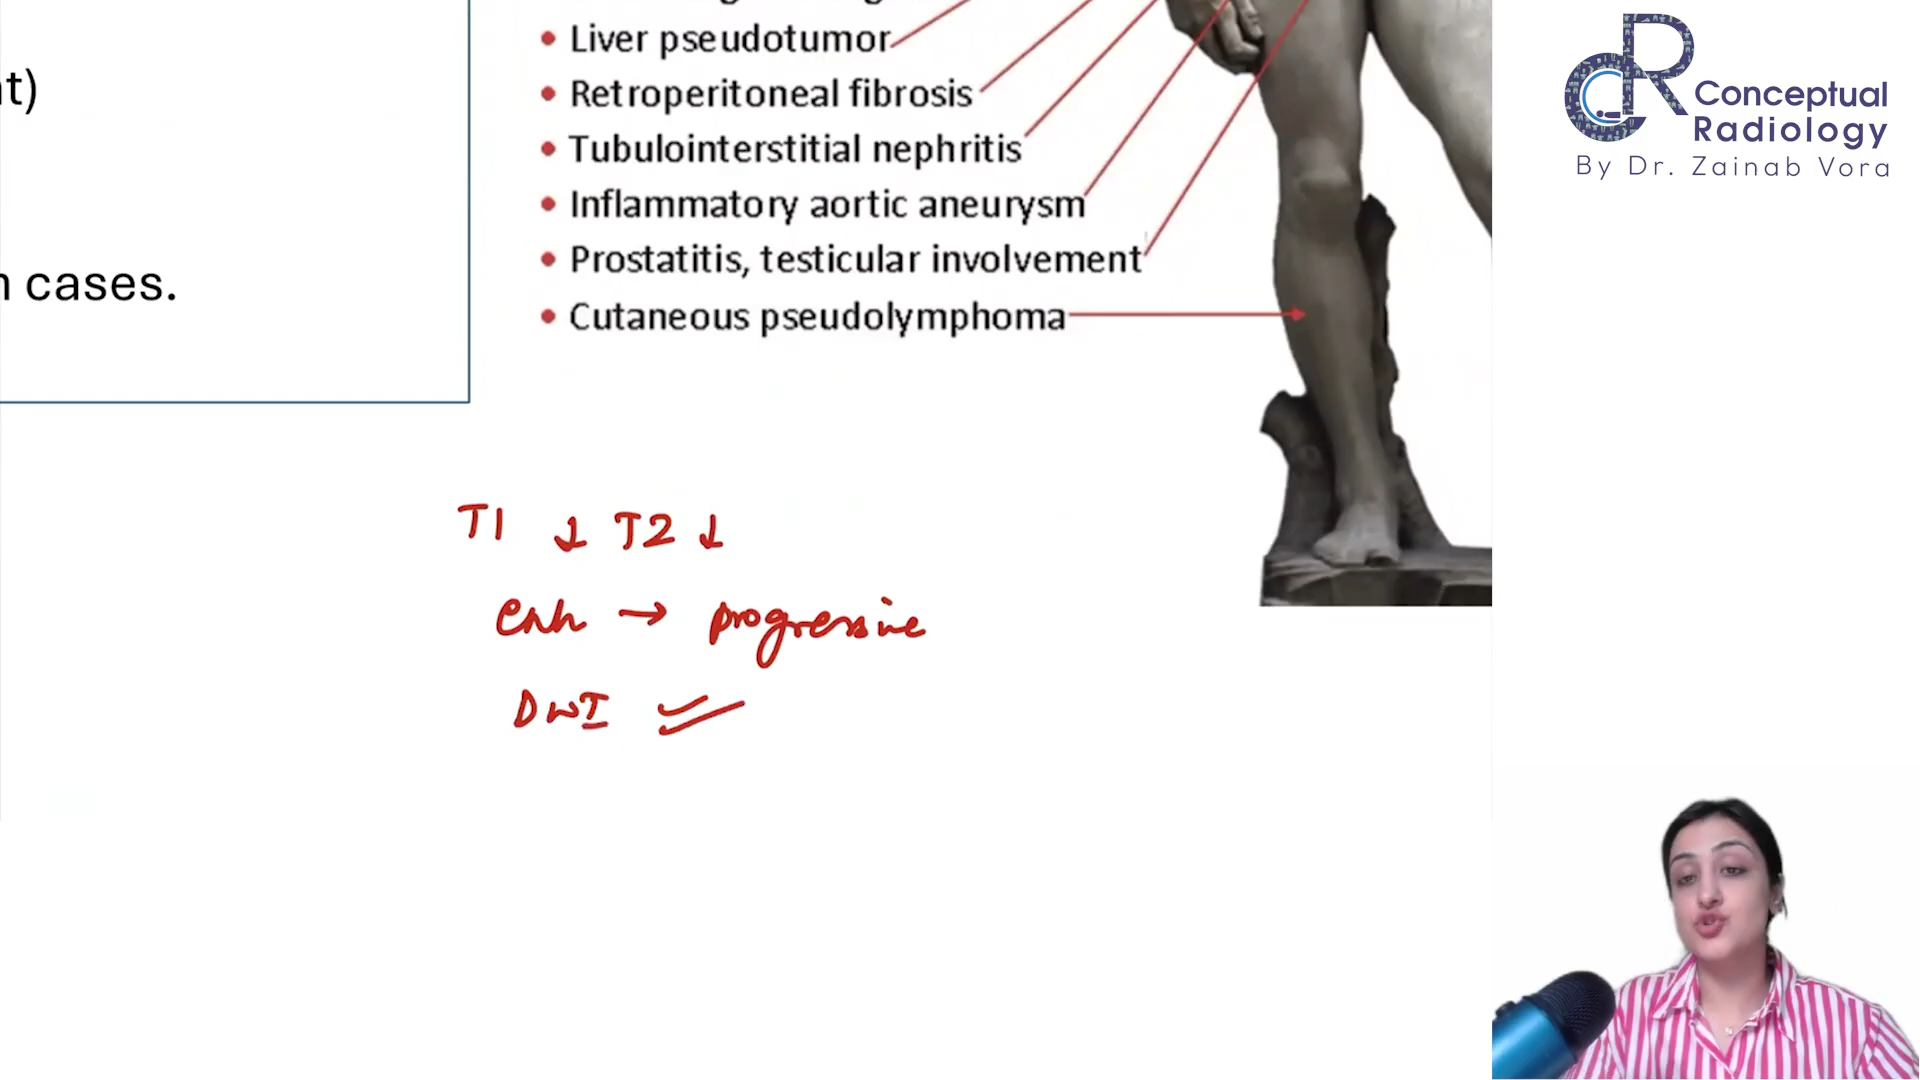 Liver pseudotumor
t)
Retroperitoneal fibrosis
Tubulointerstitial nephritis
Inflammatory aortic aneurysm
Prostatitis, testicular involvement
cases.
Cutaneous pseudolymphoma
T1 ↓ T2 ↓
enh → progressive
DWI ✓
CR Conceptual
Radiology
By Dr. Zainab Vora